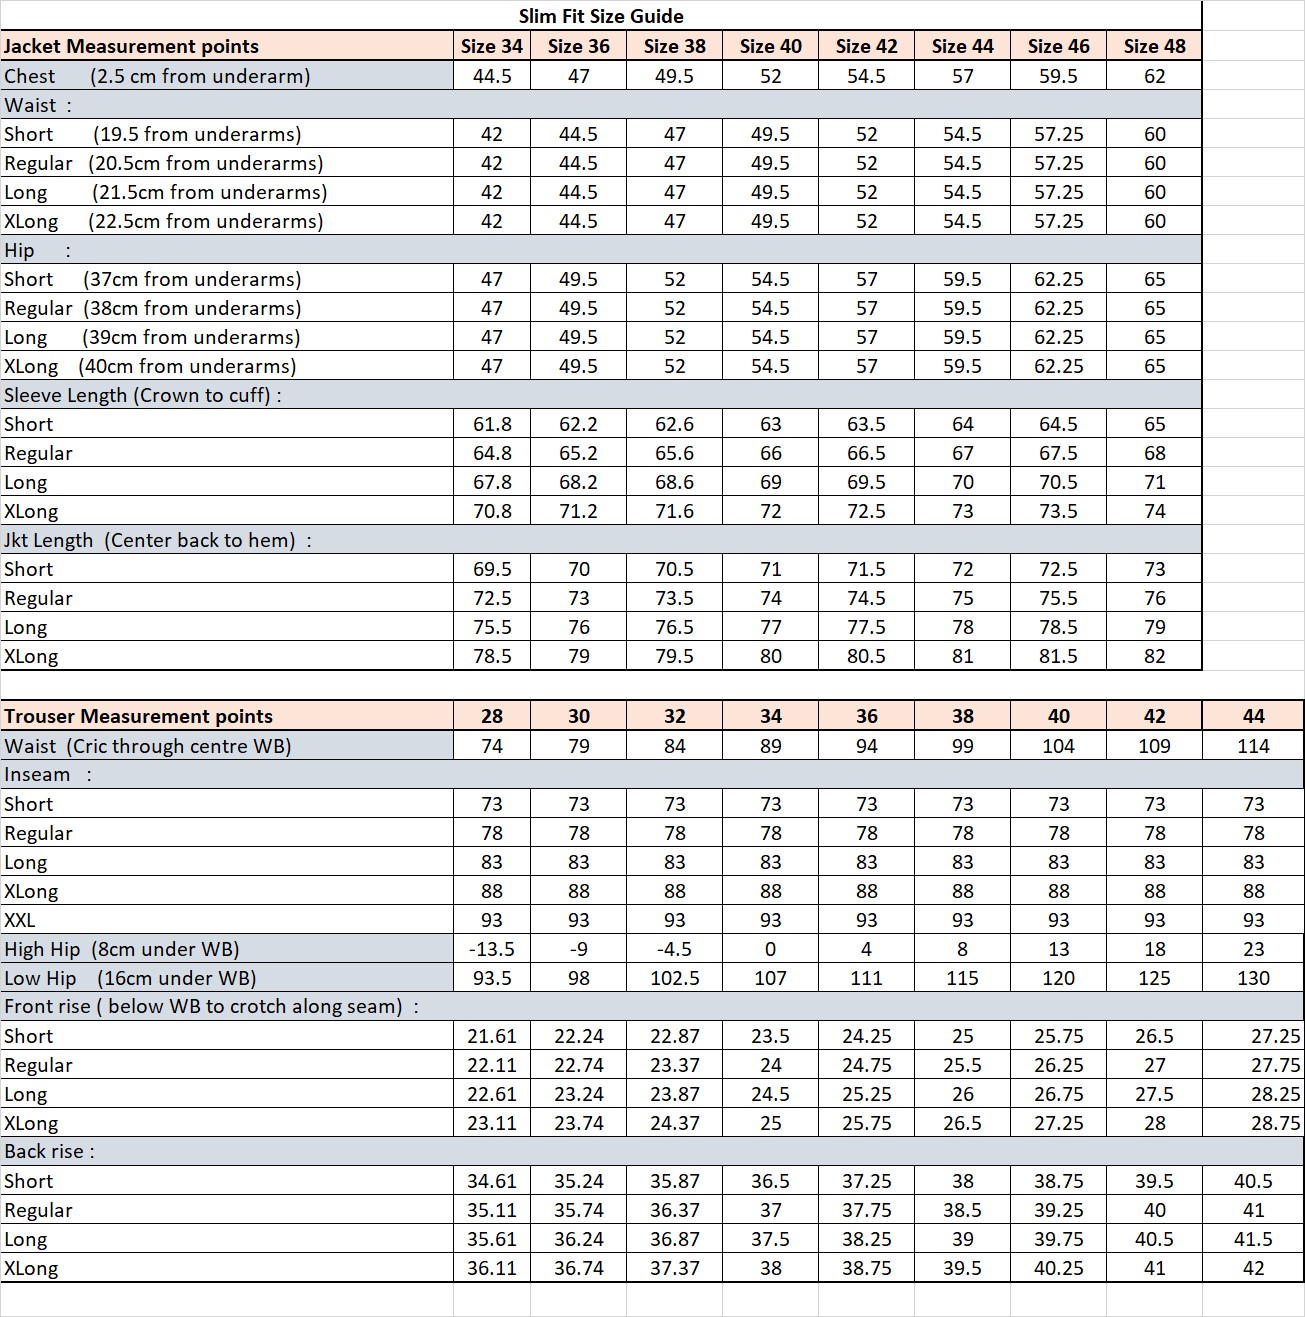 Slim Fit Size Guide
Jacket Measurement points Size 34 Size 36 Size 38 Size 40 Size 42 Size 44 Size 46 Size 48
Chest (2.5 cm from underarm) 44.5 47 49.5 52 54.5 57 59.5 62
Waist :
Short (19.5 from underarms) 42 44.5 47 49.5 52 54.5 57.25 60
Regular (20.5cm from underarms) 42 44.5 47 49.5 52 54.5 57.25 60
Long (21.5cm from underarms) 42 44.5 47 49.5 52 54.5 57.25 60
XLong (22.5cm from underarms) 42 44.5 47 49.5 52 54.5 57.25 60
Hip :
Short (37cm from underarms) 47 49.5 52 54.5 57 59.5 62.25 65
Regular (38cm from underarms) 47 49.5 52 54.5 57 59.5 62.25 65
Long (39cm from underarms) 47 49.5 52 54.5 57 59.5 62.25 65
XLong (40cm from underarms) 47 49.5 52 54.5 57 59.5 62.25 65
Sleeve Length (Crown to cuff) :
Short 61.8 62.2 62.6 63 63.5 64 64.5 65
Regular 64.8 65.2 65.6 66 66.5 67 67.5 68
Long 67.8 68.2 68.6 69 69.5 70 70.5 71
XLong 70.8 71.2 71.6 72 72.5 73 73.5 74
Jkt Length (Center back to hem) :
Short 69.5 70 70.5 71 71.5 72 72.5 73
Regular 72.5 73 73.5 74 74.5 75 75.5 76
Long 75.5 76 76.5 77 77.5 78 78.5 79
XLong 78.5 79 79.5 80 80.5 81 81.5 82
Trouser Measurement points 28 30 32 34 36 38 40 42 44
Waist (Cric through centre WB) 74 79 84 89 94 99 104 109 114
Inseam :
Short 73 73 73 73 73 73 73 73 73
Regular 78 78 78 78 78 78 78 78 78
Long 83 83 83 83 83 83 83 83 83
XLong 88 88 88 88 88 88 88 88 88
XXL 93 93 93 93 93 93 93 93 93
High Hip (8cm under WB) -13.5 -9 -4.5 0 4 8 13 18 23
Low Hip (16cm under WB) 93.5 98 102.5 107 111 115 120 125 130
Front rise ( below WB to crotch along seam) :
Short 21.61 22.24 22.87 23.5 24.25 25 25.75 26.5 27.25
Regular 22.11 22.74 23.37 24 24.75 25.5 26.25 27 27.75
Long 22.61 23.24 23.87 24.5 25.25 26 26.75 27.5 28.25
XLong 23.11 23.74 24.37 25 25.75 26.5 27.25 28 28.75
Back rise :
Short 34.61 35.24 35.87 36.5 37.25 38 38.75 39.5 40.5
Regular 35.11 35.74 36.37 37 37.75 38.5 39.25 40 41
Long 35.61 36.24 36.87 37.5 38.25 39 39.75 40.5 41.5
XLong 36.11 36.74 37.37 38 38.75 39.5 40.25 41 42